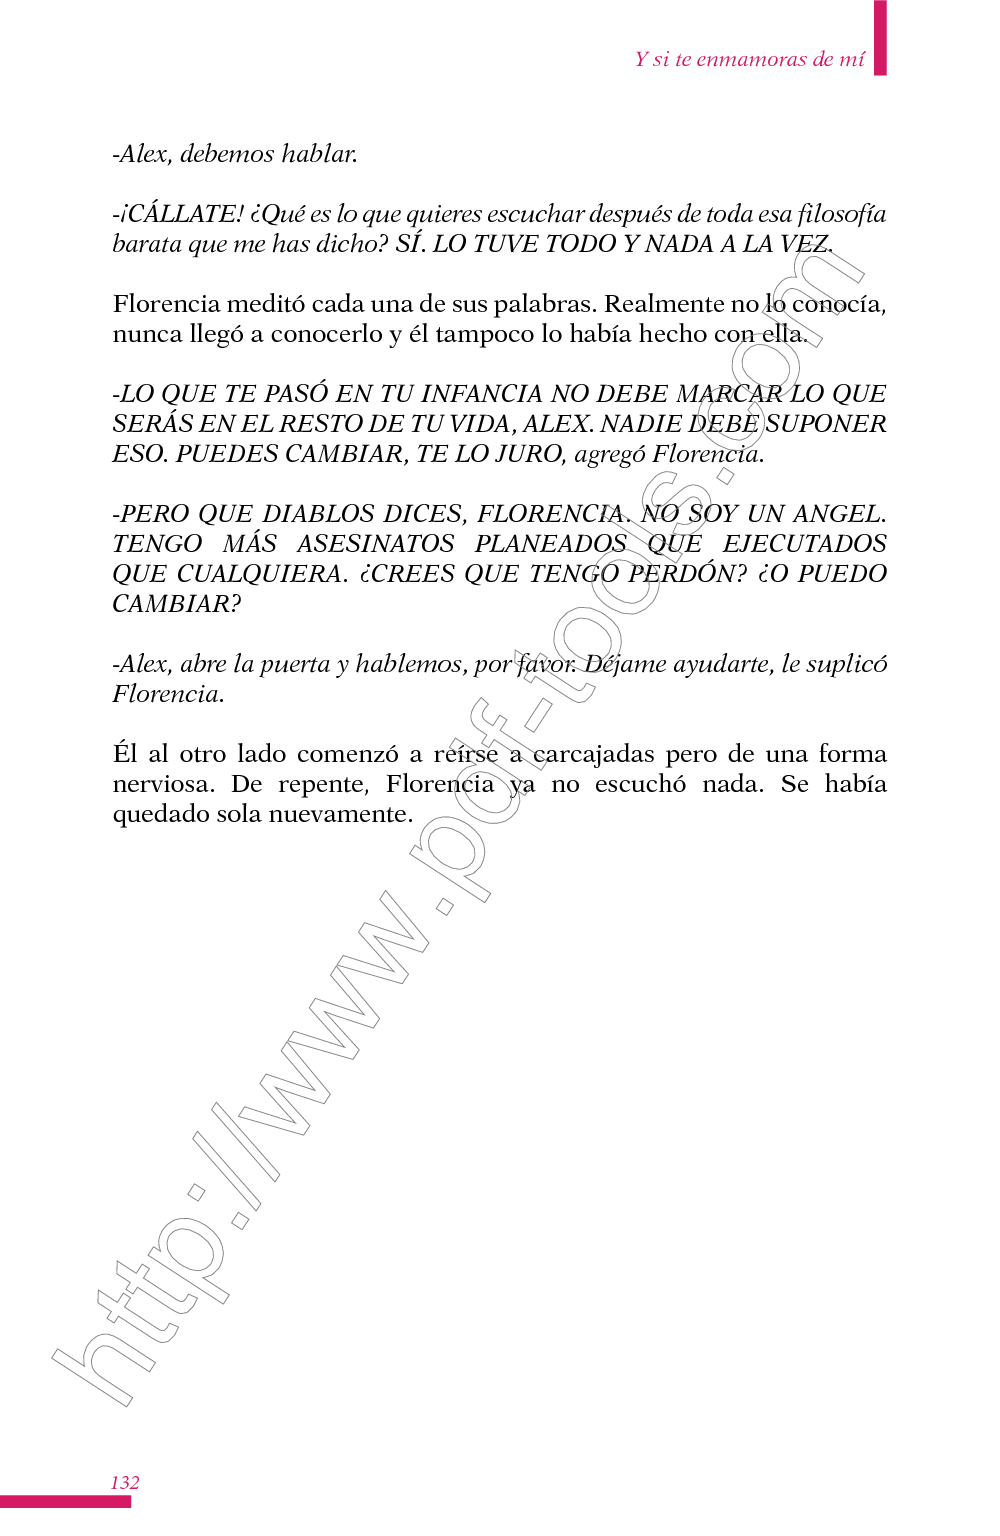 Y si te enmamoras de mí
-Alex, debemos hablar.
-¡CÁLLATE! ¿Qué es lo que quieres escuchar después de toda esa filosofía
barata que me has dicho? SÍ. LO TUVE TODO Y NADA A LA VEZ.
Florencia meditó cada una de sus palabras. Realmente no lo conocía,
nunca llegó a conocerlo y él tampoco lo había hecho con ella.
-LO QUE TE PASÓ EN TU INFANCIA NO DEBE MARCAR LO QUE
SERÁS EN EL RESTO DE TU VIDA, ALEX. NADIE DEBE SUPONER
ESO. PUEDES CAMBIAR, TE LO JURO, agregó Florencia.
-PERO QUE DIABLOS DICES, FLORENCIA. NO SOY UN ANGEL.
TENGO MÁS ASESINATOS PLANEADOS QUE EJECUTADOS
QUE CUALQUIERA. ¿CREES QUE TENGO PERDÓN? ¿O PUEDO
CAMBIAR?
-Alex, abre la puerta y hablemos, por favor. Déjame ayudarte, le suplicó
Florencia.
Él al otro lado comenzó a reírse a carcajadas pero de una forma
nerviosa. De repente, Florencia ya no escuchó nada. Se había
quedado sola nuevamente.
http://www.pdf-tools.com
132